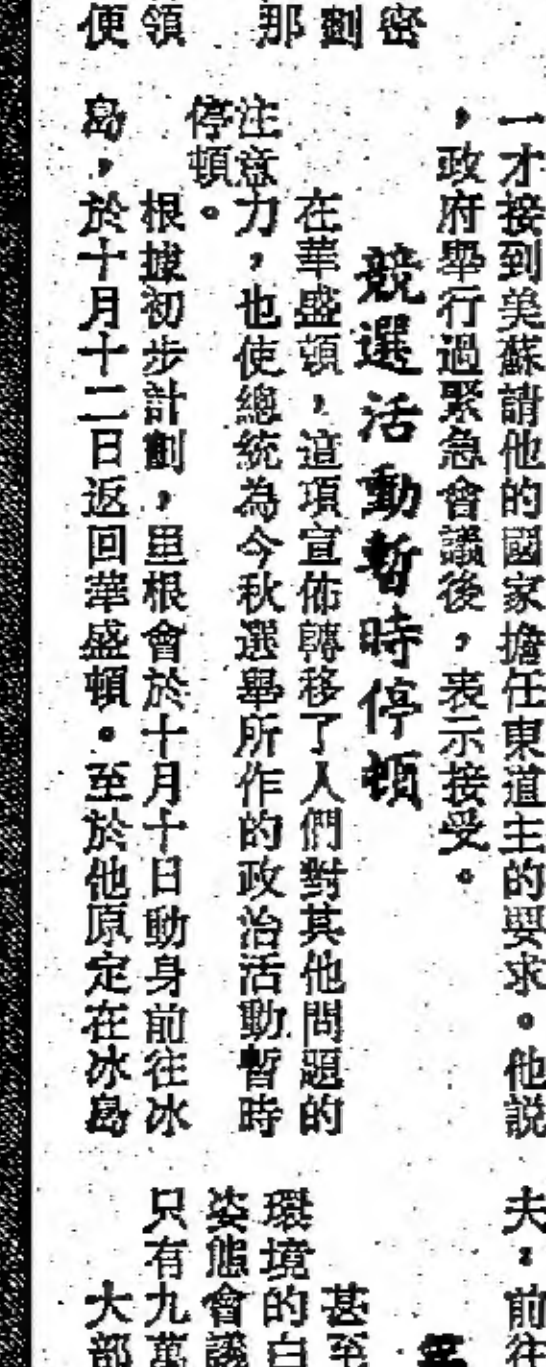 密
劃
那
領
便
一才接到美蘇請他的國家擔任東道主的要求。他説
，政府舉行過緊急會議後，表示接受。
競選活動暫時停頓
在華盛頓，這項宣佈轉移了人們對其他問題的
注意力，也使總統為今秋選舉所作的政治活動暫時
停頓。
根據初步計劃，里根會於十月十日動身前往冰
島，於十月十二日返回華盛頓。至於他原定在冰島
夫，前往
甚至
環境的白
姿態會議
只有九萬
大部